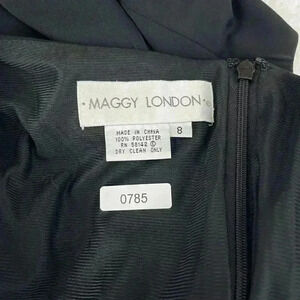 · MAGGY LONDON ·
MADE IN CHINA
100% POLYESTER
RN 58142 Ⓒ
DRY CLEAN ONLY
8
0785